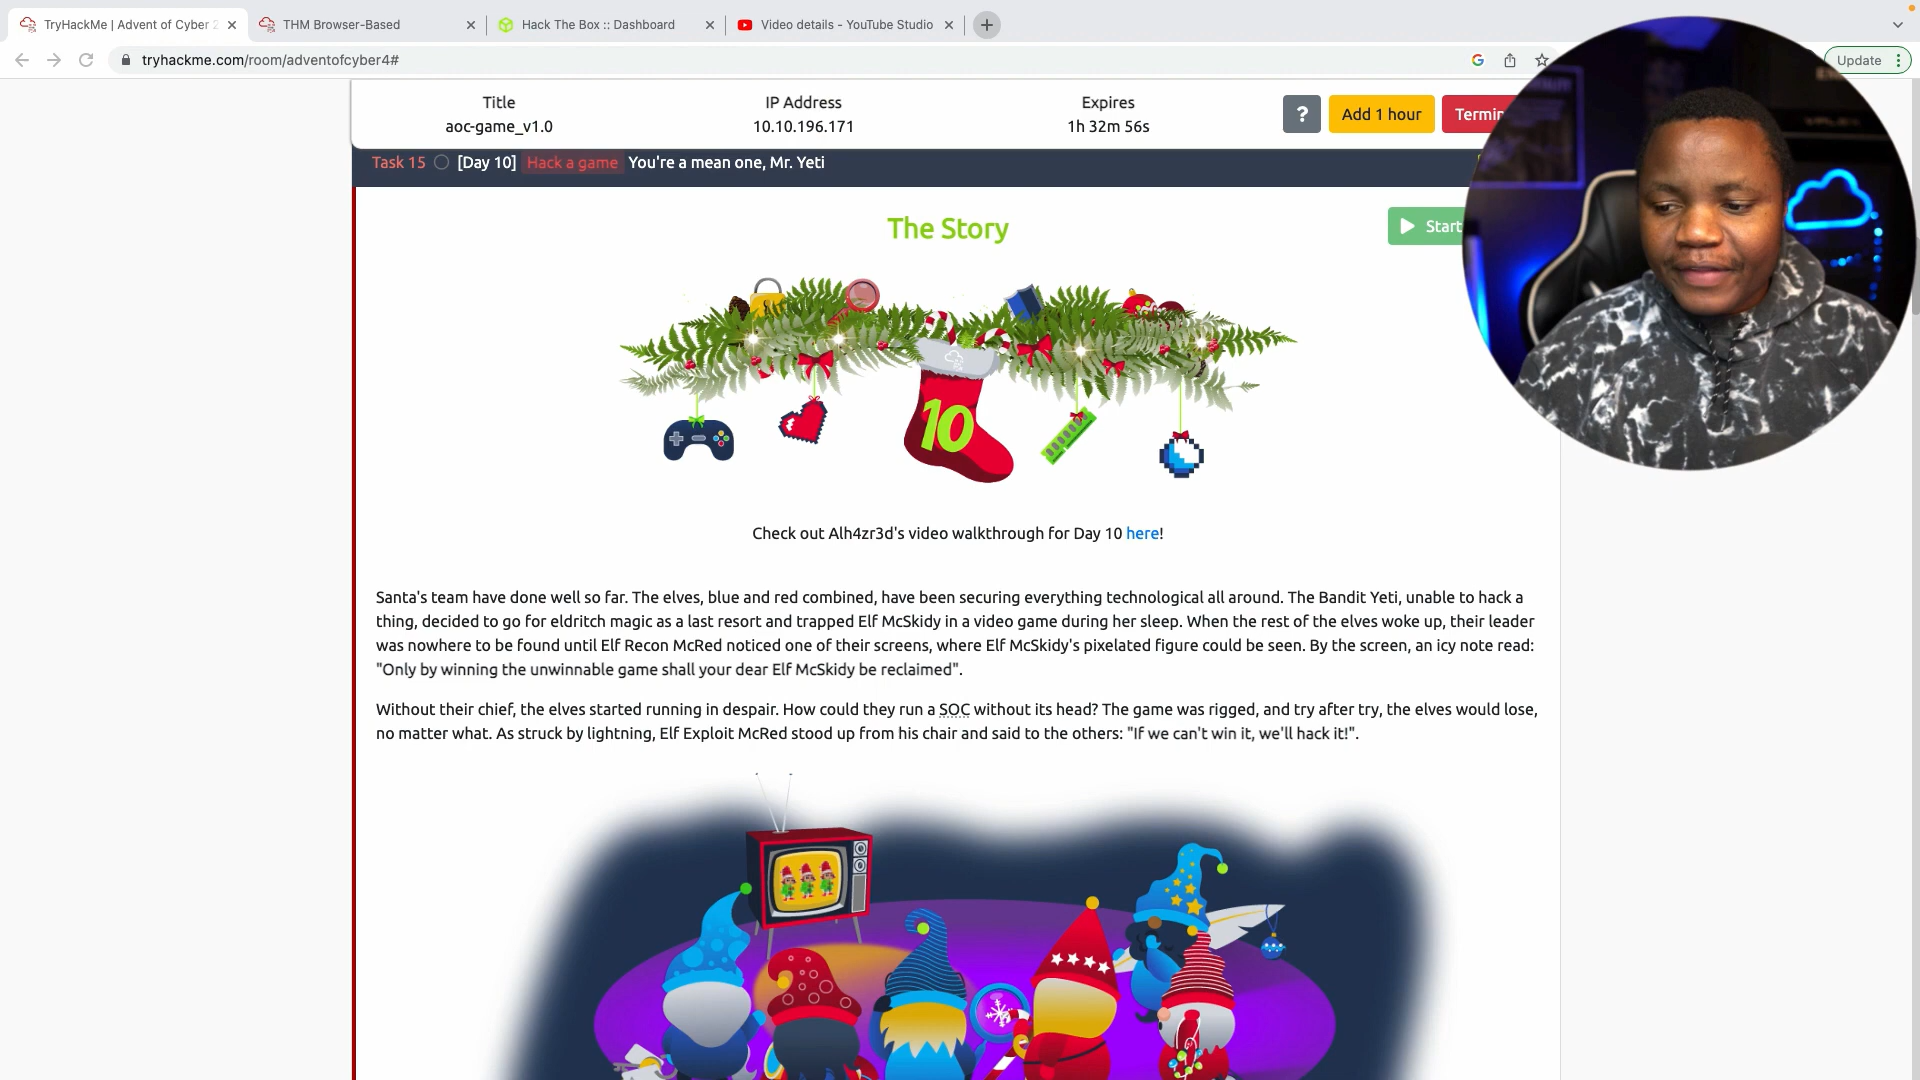 TryHackMe | Advent of Cyber 2
THM Browser-Based
Hack The Box :: Dashboard
Video details - YouTube Studio
tryhackme.com/room/adventofcyber4#
Update
Title
IP Address
Expires
aoc-game_v1.0
10.10.196.171
1h 32m 56s
?
Add 1 hour
Termin
Task 15
[Day 10] Hack a game You're a mean one, Mr. Yeti
The Story
Start
10
Check out Alh4zr3d's video walkthrough for Day 10 here!
Santa's team have done well so far. The elves, blue and red combined, have been securing everything technological all around. The Bandit Yeti, unable to hack a
thing, decided to go for eldritch magic as a last resort and trapped Elf McSkidy in a video game during her sleep. When the rest of the elves woke up, their leader
was nowhere to be found until Elf Recon McRed noticed one of their screens, where Elf McSkidy's pixelated figure could be seen. By the screen, an icy note read:
"Only by winning the unwinnable game shall your dear Elf McSkidy be reclaimed".
Without their chief, the elves started running in despair. How could they run a SOC without its head? The game was rigged, and try after try, the elves would lose,
no matter what. As struck by lightning, Elf Exploit McRed stood up from his chair and said to the others: "If we can't win it, we'll hack it!".